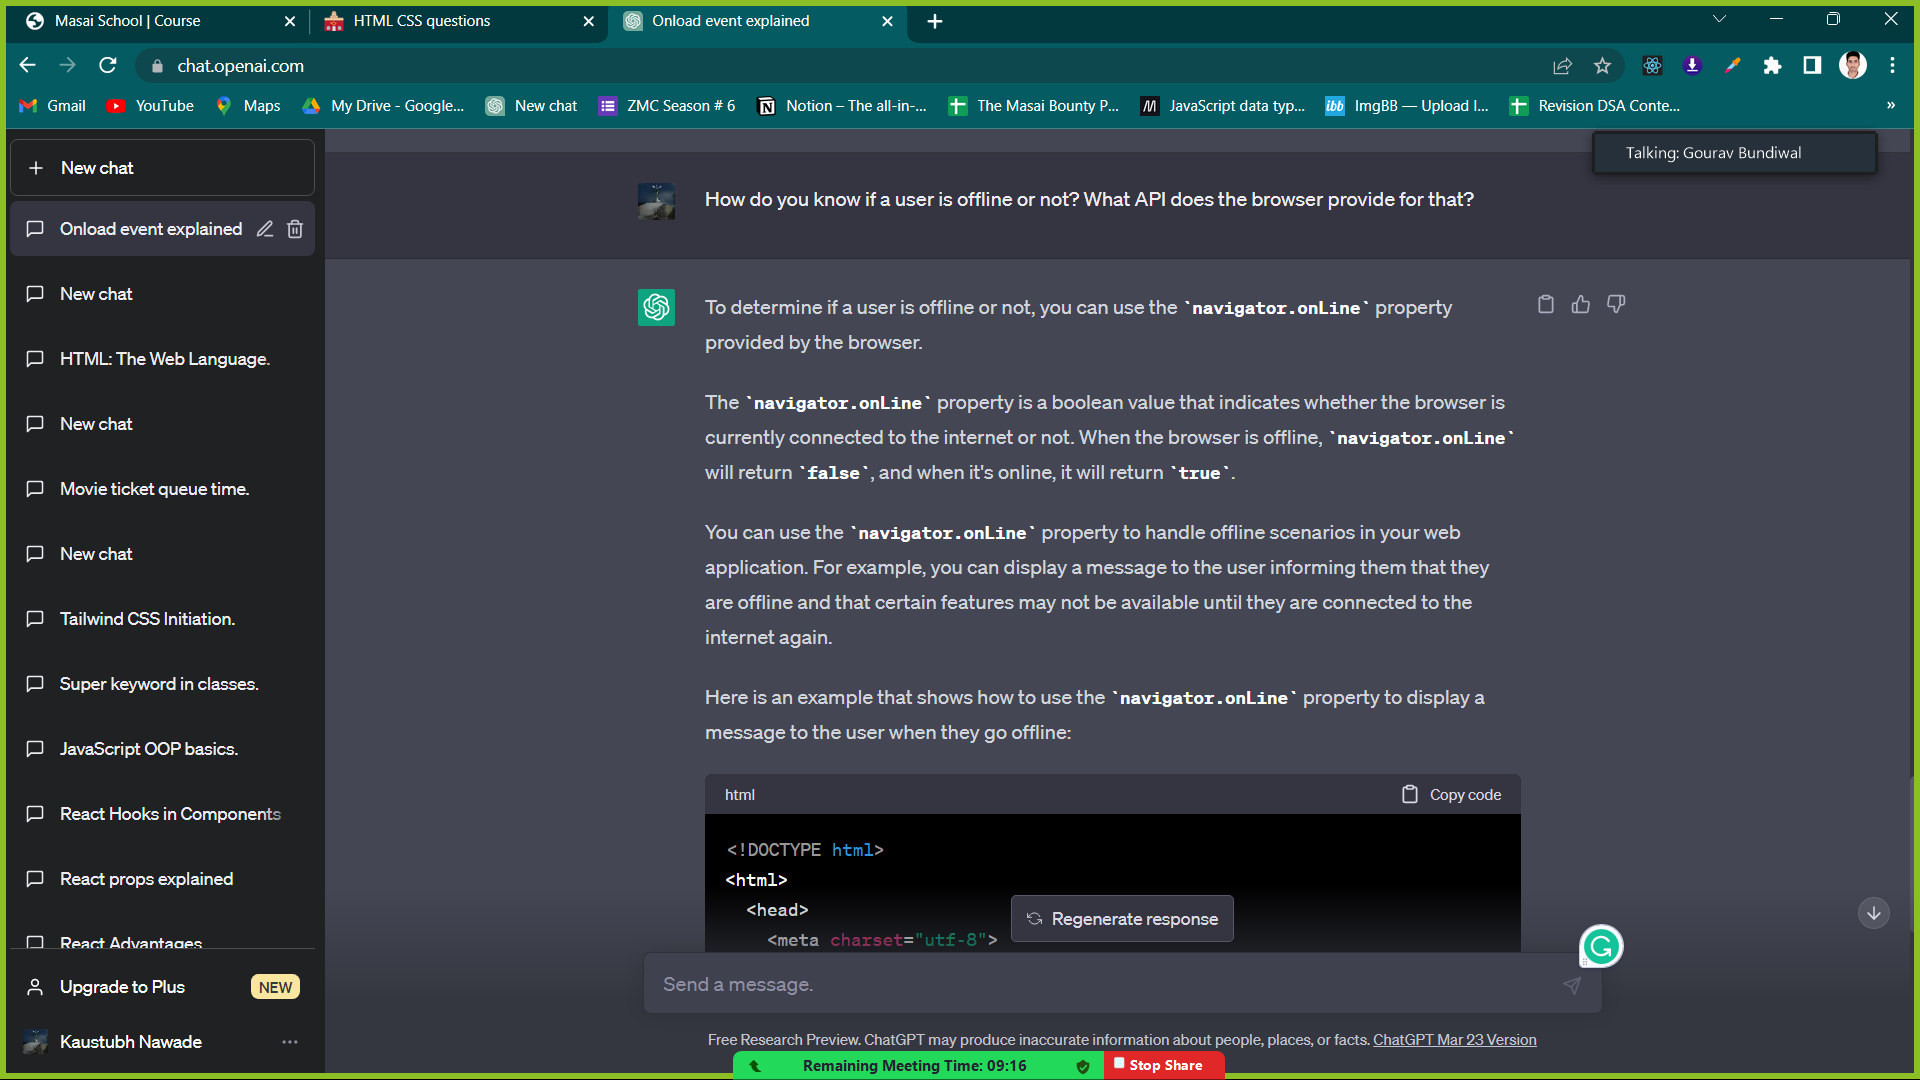 Masai School | Course
HTML CSS questions
Onload event explained
chat.openai.com
Gmail
YouTube
Maps
My Drive - Google...
New chat
ZMC Season # 6
Notion – The all-in-...
The Masai Bounty P...
JavaScript data typ...
ibb
ImgBB — Upload I...
Revision DSA Conte...
»
Talking: Gourav Bundiwal
New chat
Onload event explained
New chat
HTML: The Web Language.
New chat
Movie ticket queue time.
New chat
Tailwind CSS Initiation.
Super keyword in classes.
JavaScript OOP basics.
React Hooks in Components
React props explained
React Advantages
Upgrade to Plus
NEW
Kaustubh Nawade
How do you know if a user is offline or not? What API does the browser provide for that?
To determine if a user is offline or not, you can use the `navigator.onLine` property
provided by the browser.
The `navigator.onLine` property is a boolean value that indicates whether the browser is
currently connected to the internet or not. When the browser is offline, `navigator.onLine`
will return `false`, and when it's online, it will return `true`.
You can use the `navigator.onLine` property to handle offline scenarios in your web
application. For example, you can display a message to the user informing them that they
are offline and that certain features may not be available until they are connected to the
internet again.
Here is an example that shows how to use the `navigator.onLine` property to display a
message to the user when they go offline:
html
Copy code
<!DOCTYPE html>
<html>
<head>
<meta charset="utf-8">
Regenerate response
Send a message.
Free Research Preview. ChatGPT may produce inaccurate information about people, places, or facts. ChatGPT Mar 23 Version
Remaining Meeting Time: 09:16
Stop Share